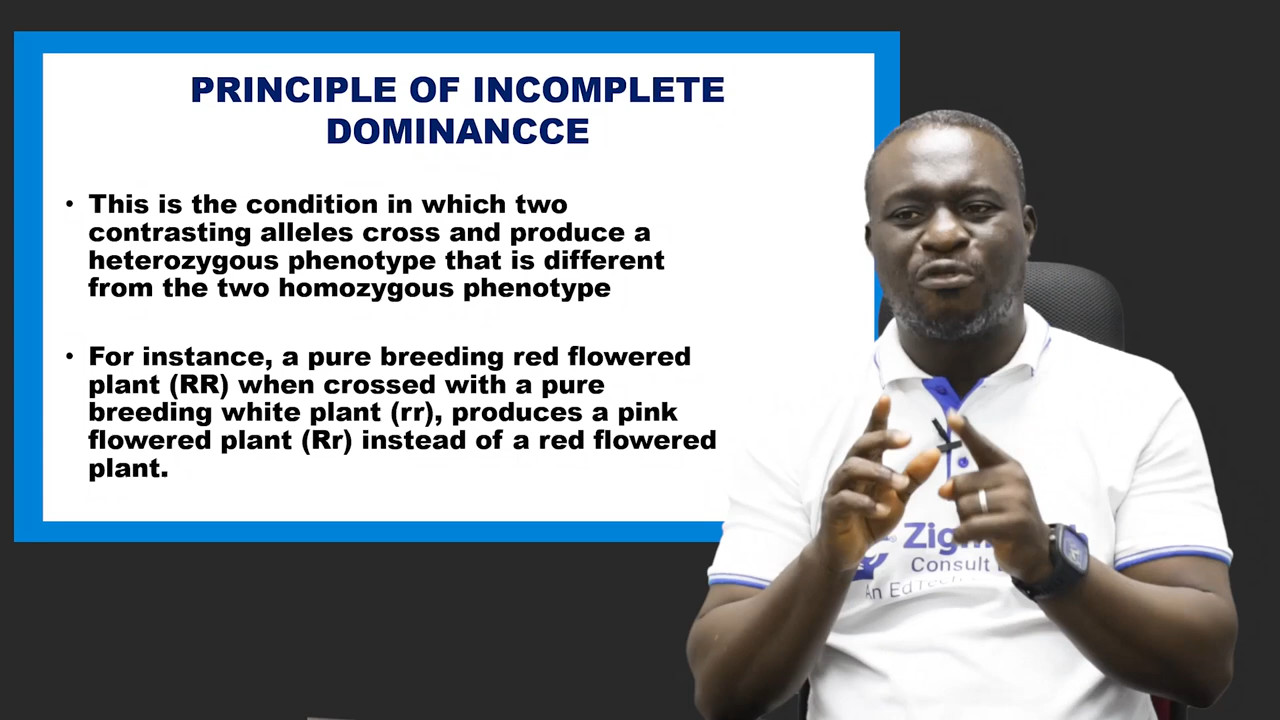 PRINCIPLE OF INCOMPLETE
DOMINANCCE
• This is the condition in which two
contrasting alleles cross and produce a
heterozygous phenotype that is different
from the two homozygous phenotype
• For instance, a pure breeding red flowered
plant (RR) when crossed with a pure
breeding white plant (rr), produces a pink
flowered plant (Rr) instead of a red flowered
plant.
Consult
An EdTech